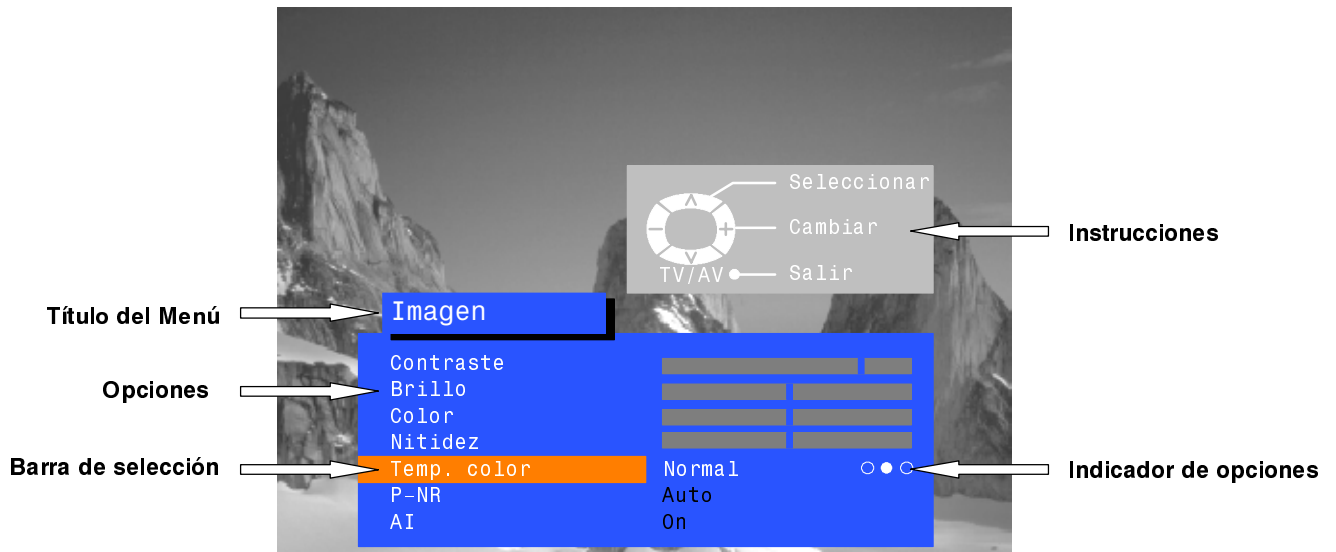 Seleccionar
Cambiar
TV/AV Salir
Instrucciones
Título del Menú
Imagen
Contraste
Opciones
Brillo
Color
Nitidez
Barra de selección
Temp. color Normal
Indicador de opciones
P-NR Auto
AI On